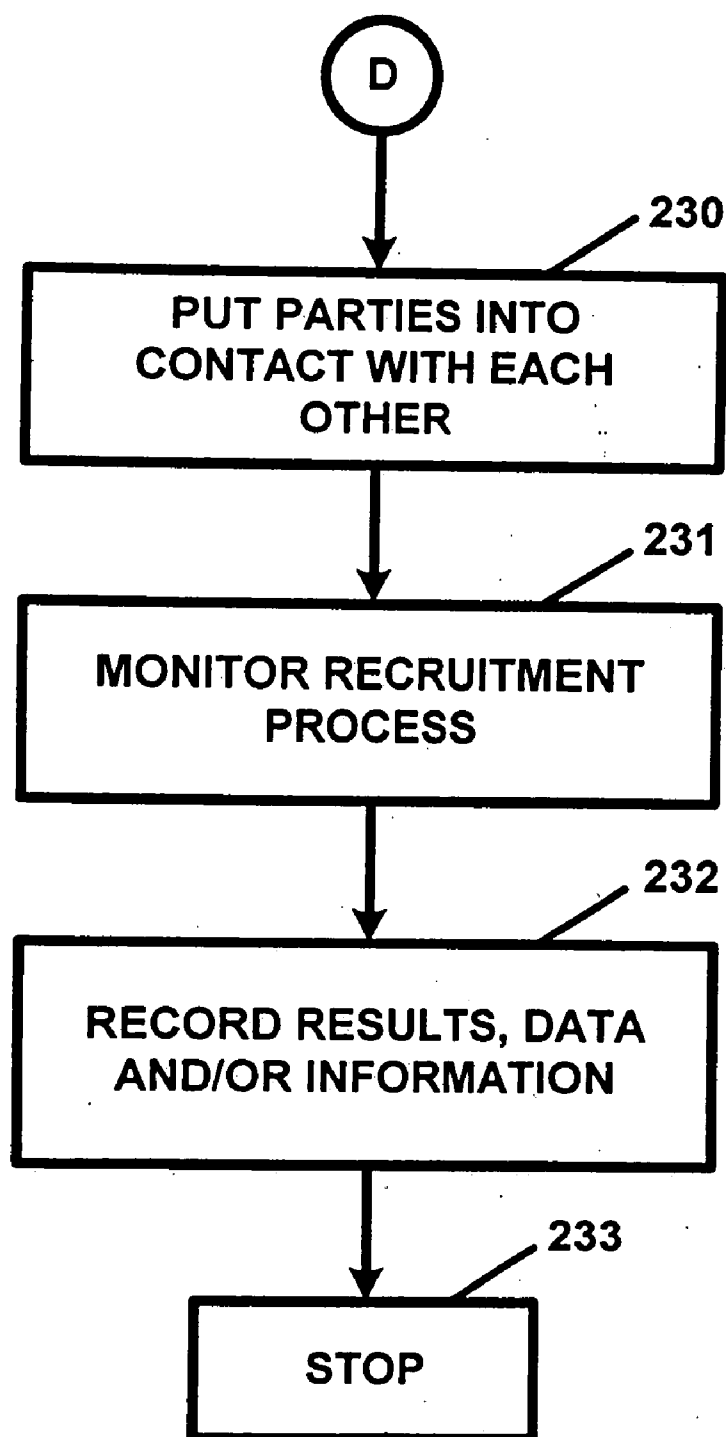 D
230
PUT PARTIES INTO
CONTACT WITH EACH
OTHER
231
MONITOR RECRUITMENT
PROCESS
232
RECORD RESULTS, DATA
AND/OR INFORMATION
233
STOP